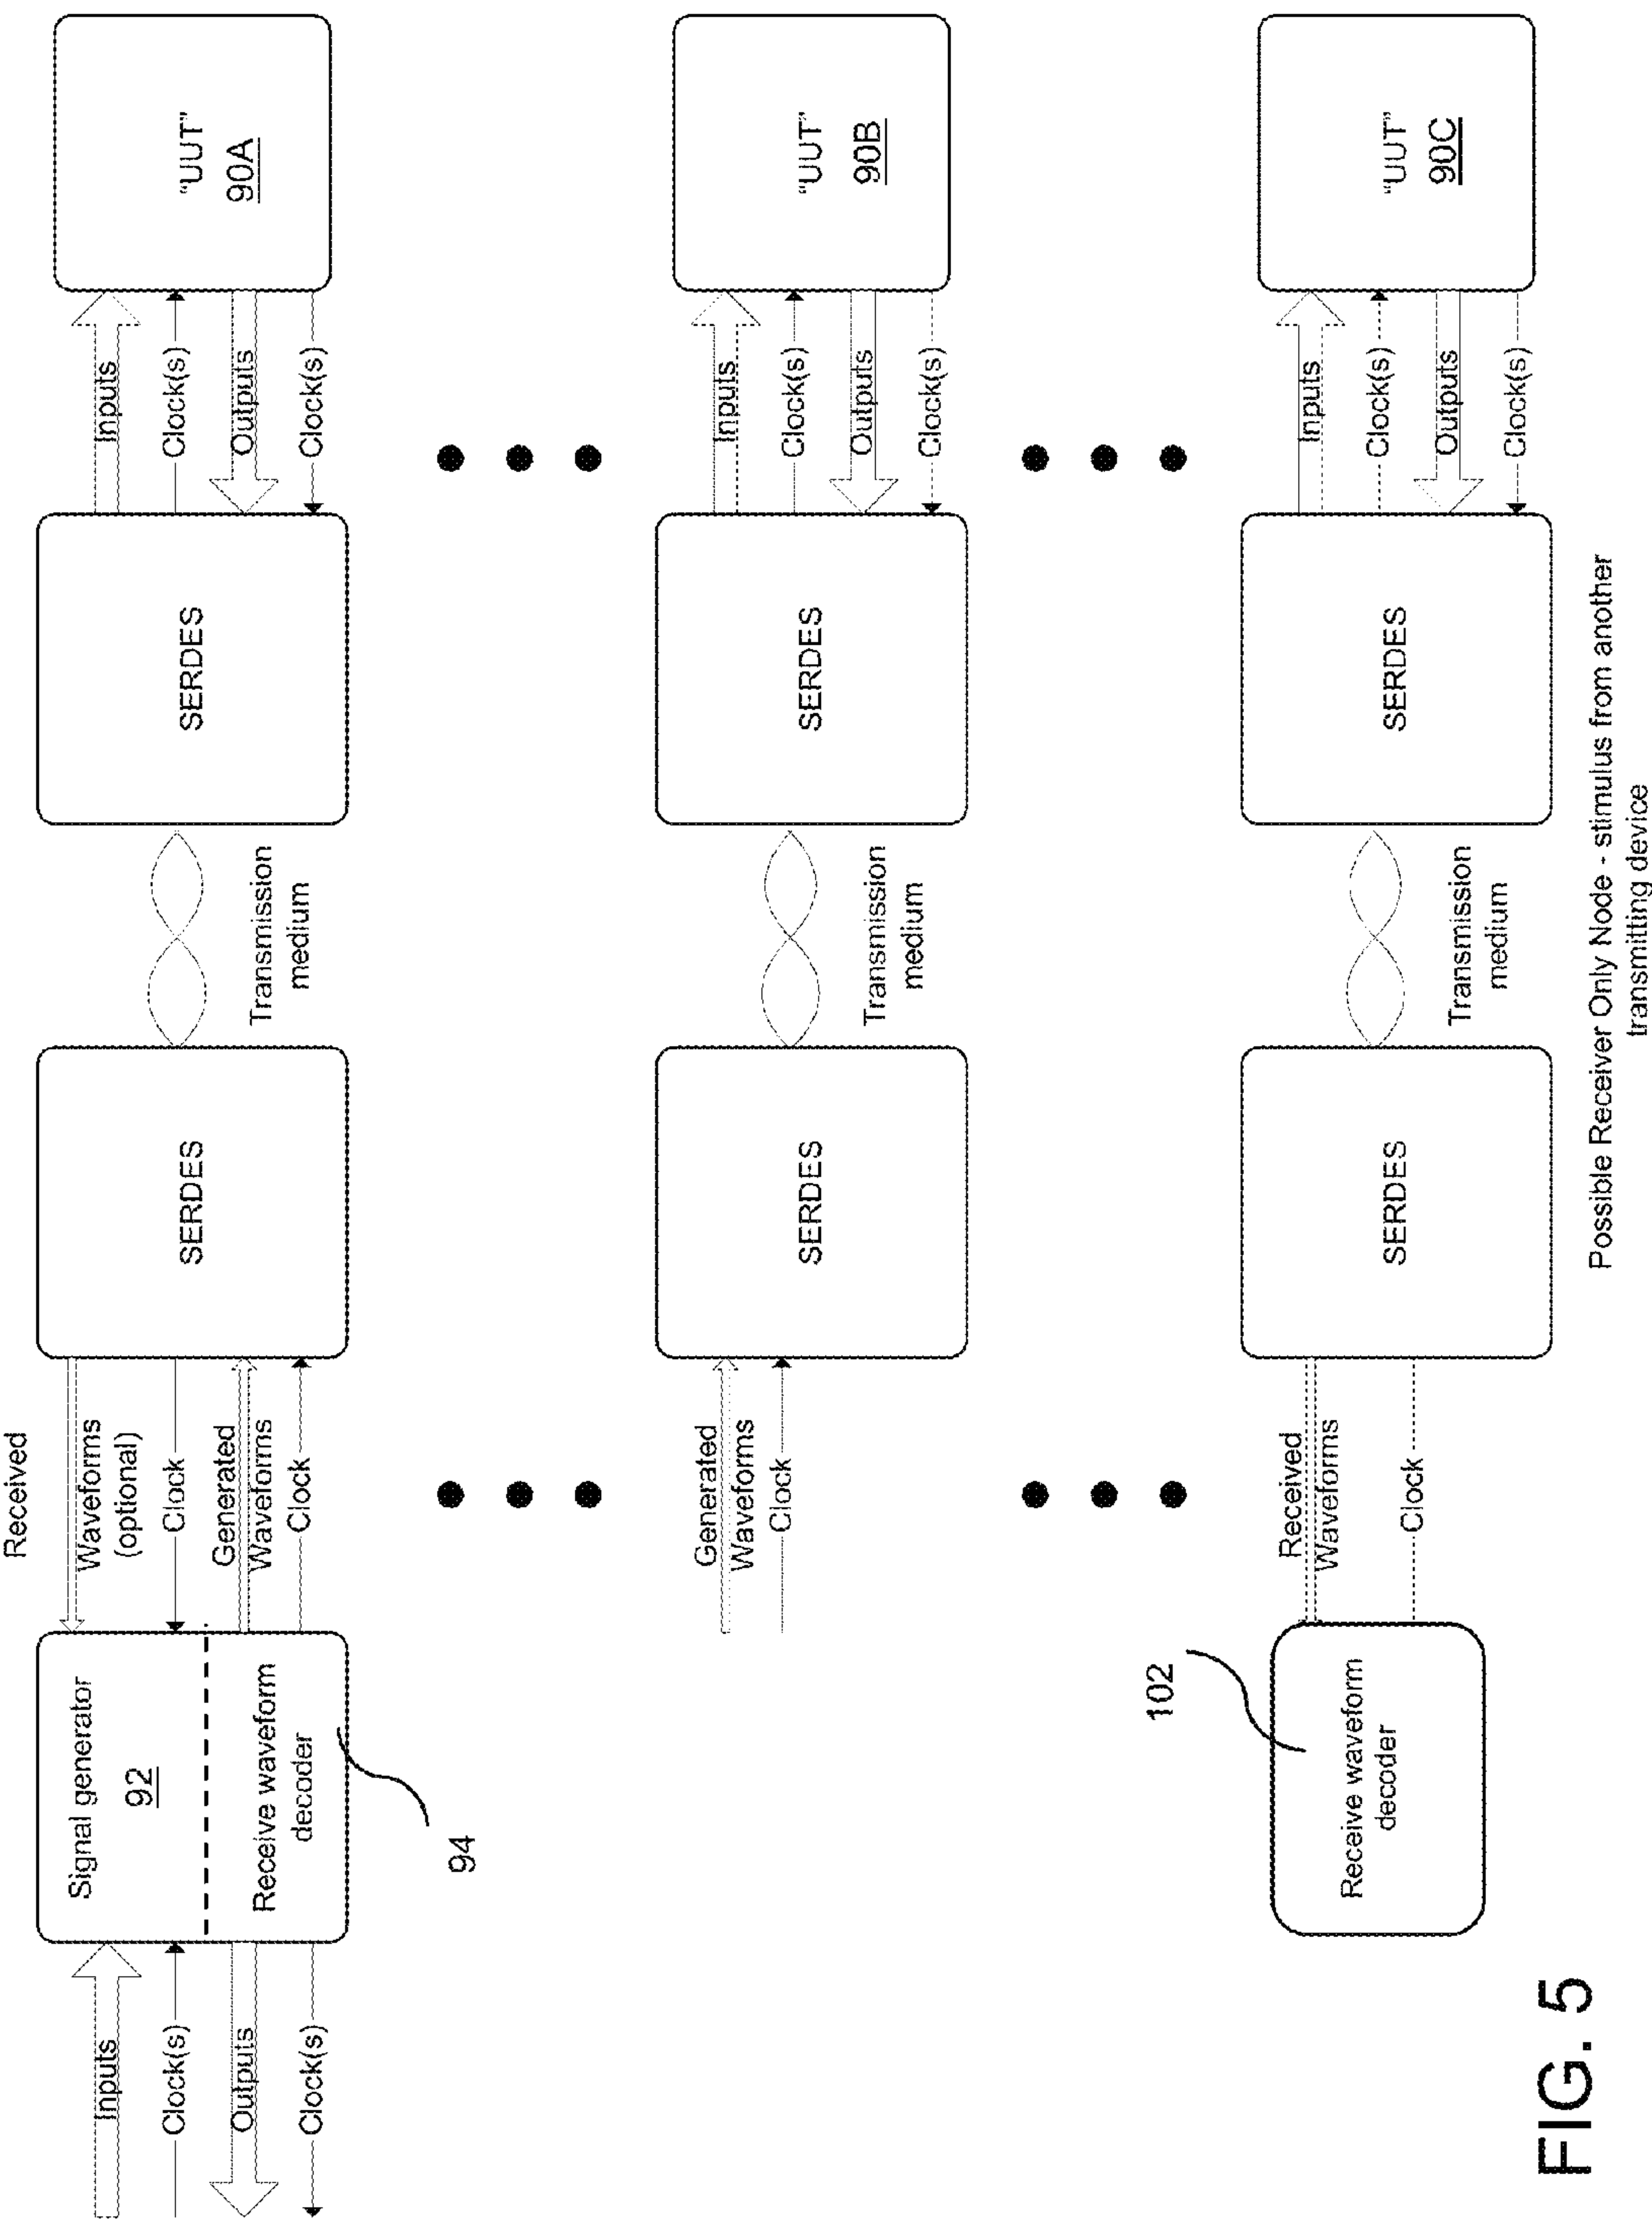 Inputs
Clock(s)
Outputs
Clock(s)
Signal generator
92
Receive waveform
decoder
94
Received
Waveforms
(optional)
Clock
Generated
Waveforms
Clock
SERDES
Transmission
medium
SERDES
Inputs
Clock(s)
Outputs
Clock(s)
"UUT"
90A
Generated
Waveforms
Clock
SERDES
Transmission
medium
SERDES
Inputs
Clock(s)
Outputs
Clock(s)
"UUT"
90B
102
Receive waveform
decoder
Received
Waveforms
Clock
SERDES
Transmission
medium
SERDES
Inputs
Clock(s)
Outputs
Clock(s)
"UUT"
90C
Possible Receiver Only Node - stimulus from another
transmitting device
FIG. 5